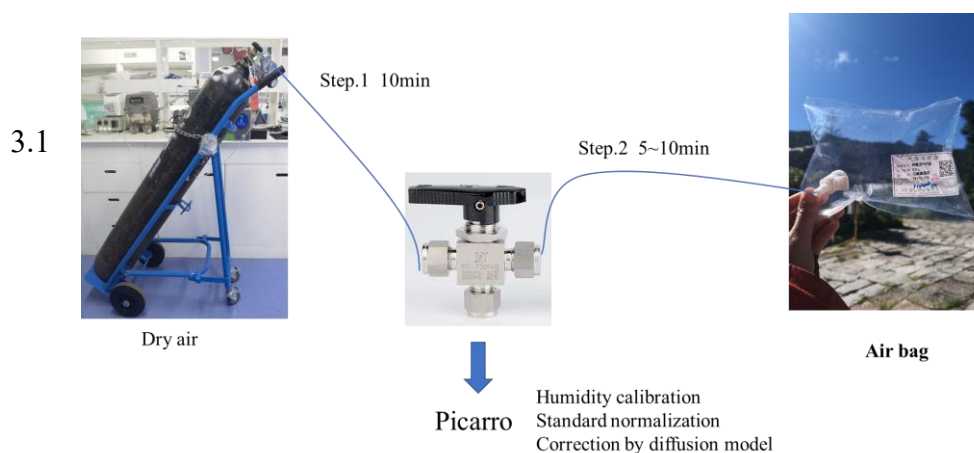 3.1
Step.1 10min
Step.2 5~10min
Dry air
Air bag
Picarro
Humidity calibration
Standard normalization
Correction by diffusion model